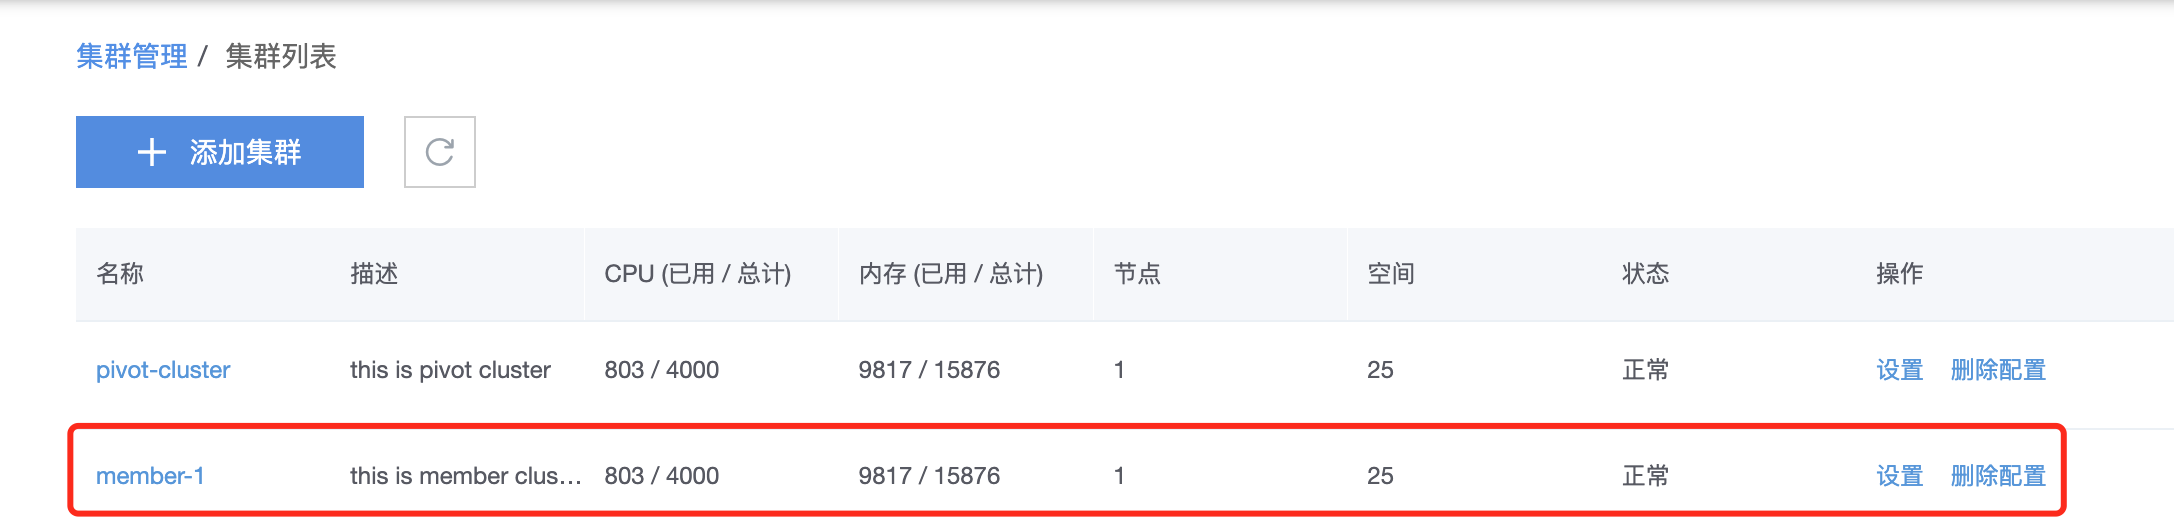 集群管理 / 集群列表
添加集群
名称 描述 CPU (已用 / 总计) 内存 (已用 / 总计) 节点 空间 状态 操作
pivot-cluster this is pivot cluster 803 / 4000 9817 / 15876 1 25 正常 设置 删除配置
member-1 this is member clus... 803 / 4000 9817 / 15876 1 25 正常 设置 删除配置